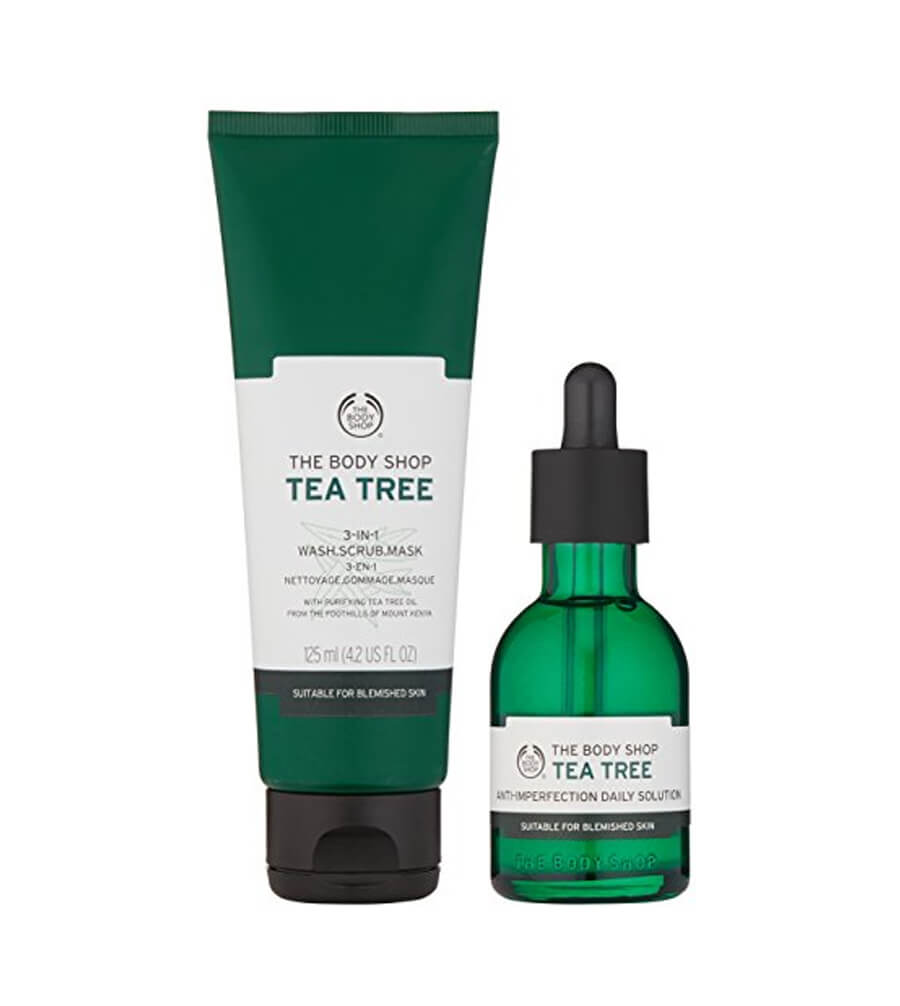 THE
BODY
SHOP
THE BODY SHOP
TEA TREE
3-IN-1
WASH.SCRUB.MASK
3-EN-1
NETTOYAGE.GOMMAGE.MASQUE
WITH PURIFYING TEA TREE OIL
FROM THE FOOTHILLS OF MOUNT KENYA
125 ml (4.2 US FL OZ)
SUITABLE FOR BLEMISHED SKIN
THE
BODY
SHOP
THE BODY SHOP
TEA TREE
ANTI-IMPERFECTION DAILY SOLUTION
SUITABLE FOR BLEMISHED SKIN
THE BODY SHOP